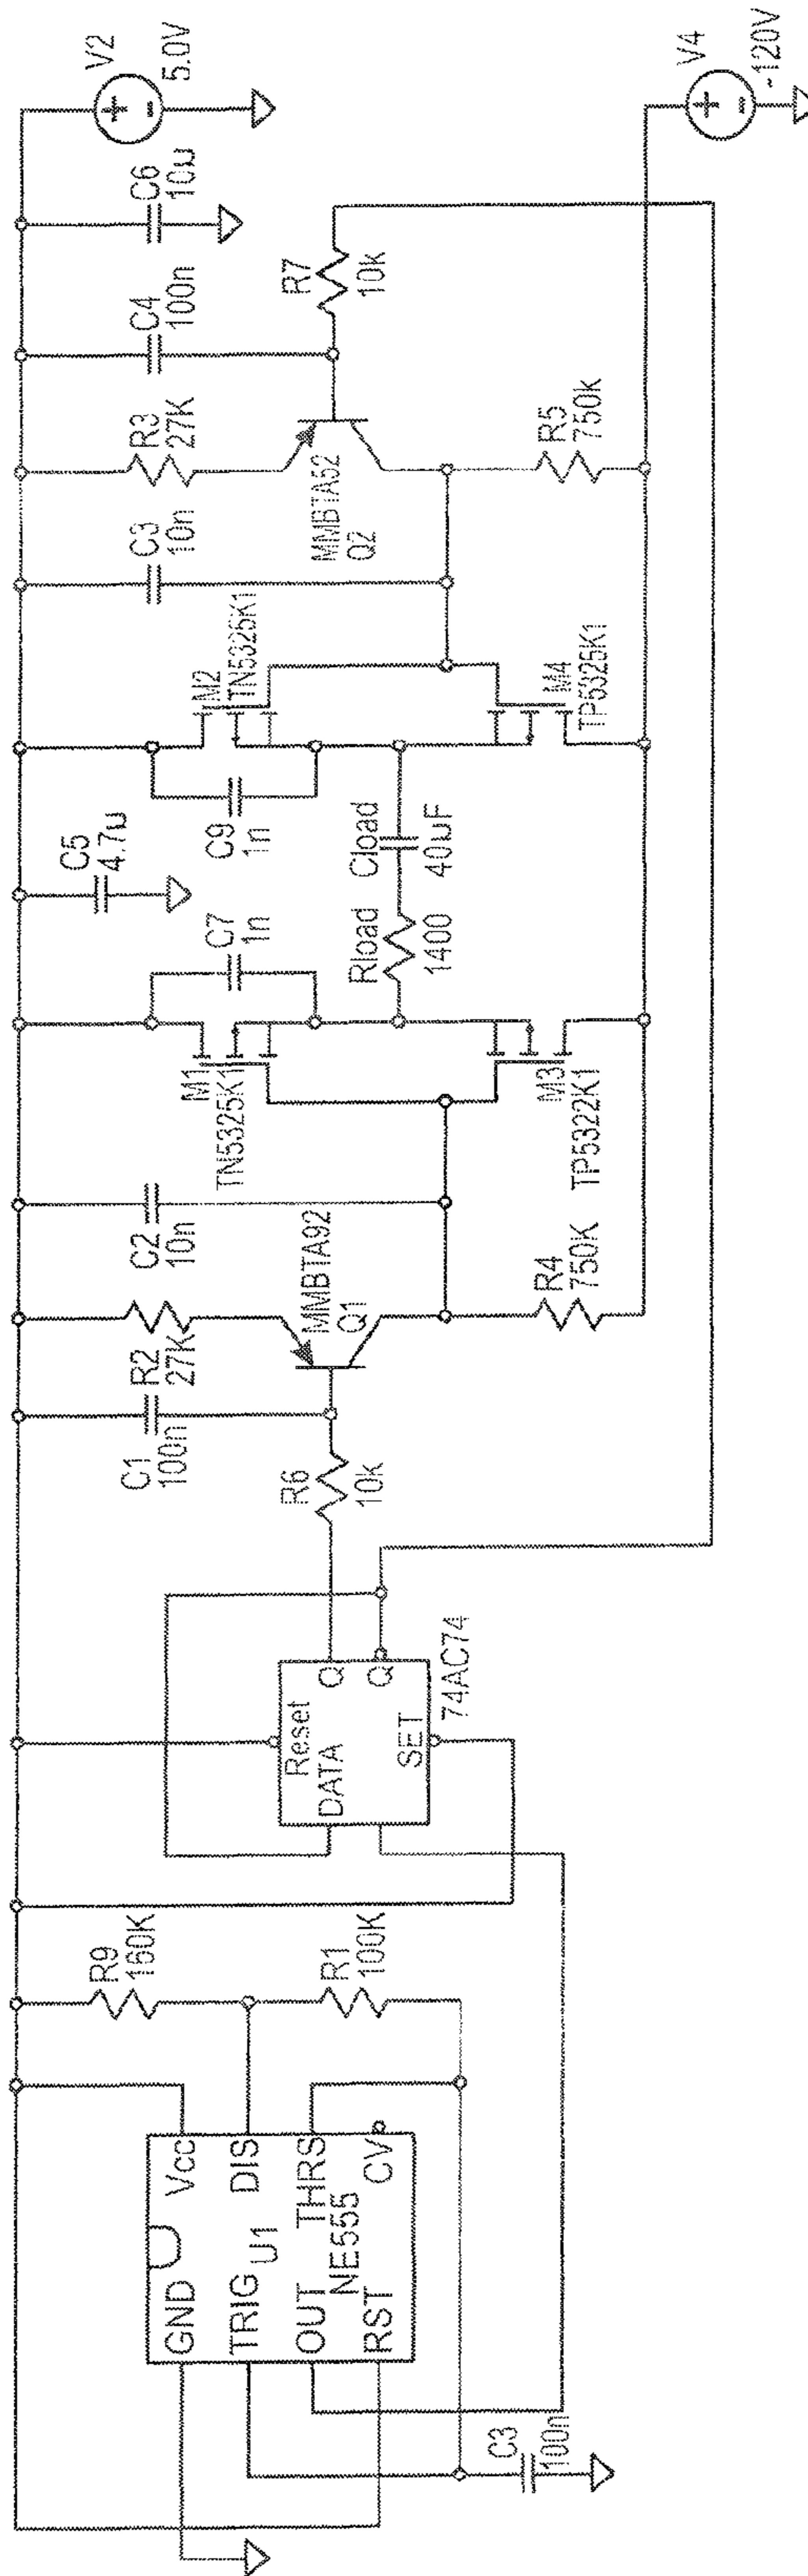 GND
Vcc
TRIG
DIS
U1
OUT
THRS
NE555
RST
CV
C3
100n
R9
160K
R1
100K
Reset
DATA
Q
Q
SET
74AC74
R6
10k
C1
100n
R2
27K
MMBTA92
Q1
C2
10n
R4
750K
M1
TN5325K1
C7
1n
M3
TP5322K1
Rload
1400
C5
4.7u
Cload
40uF
C9
1n
M2
TN5325K1
M4
TP5325K1
C3
10n
R3
27K
MMBTA52
Q2
R5
750k
C4
100n
R7
10k
C6
10u
V2
5.0V
V4
-120V